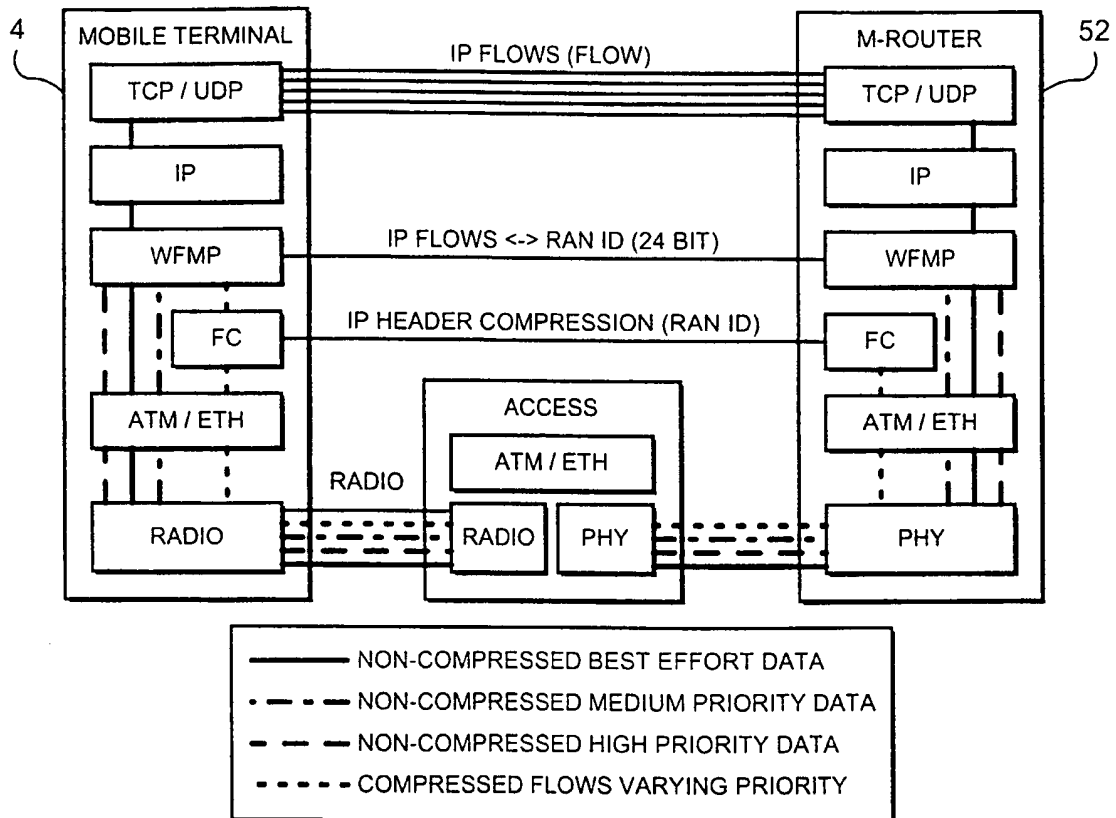 4
MOBILE TERMINAL
M-ROUTER
52
IP FLOWS (FLOW)
TCP / UDP
TCP / UDP
IP
IP
WFMP
IP FLOWS <-> RAN ID (24 BIT)
WFMP
FC
IP HEADER COMPRESSION (RAN ID)
FC
ATM / ETH
ACCESS
ATM / ETH
ATM / ETH
RADIO
RADIO
RADIO
PHY
PHY
NON-COMPRESSED BEST EFFORT DATA
NON-COMPRESSED MEDIUM PRIORITY DATA
NON-COMPRESSED HIGH PRIORITY DATA
COMPRESSED FLOWS VARYING PRIORITY